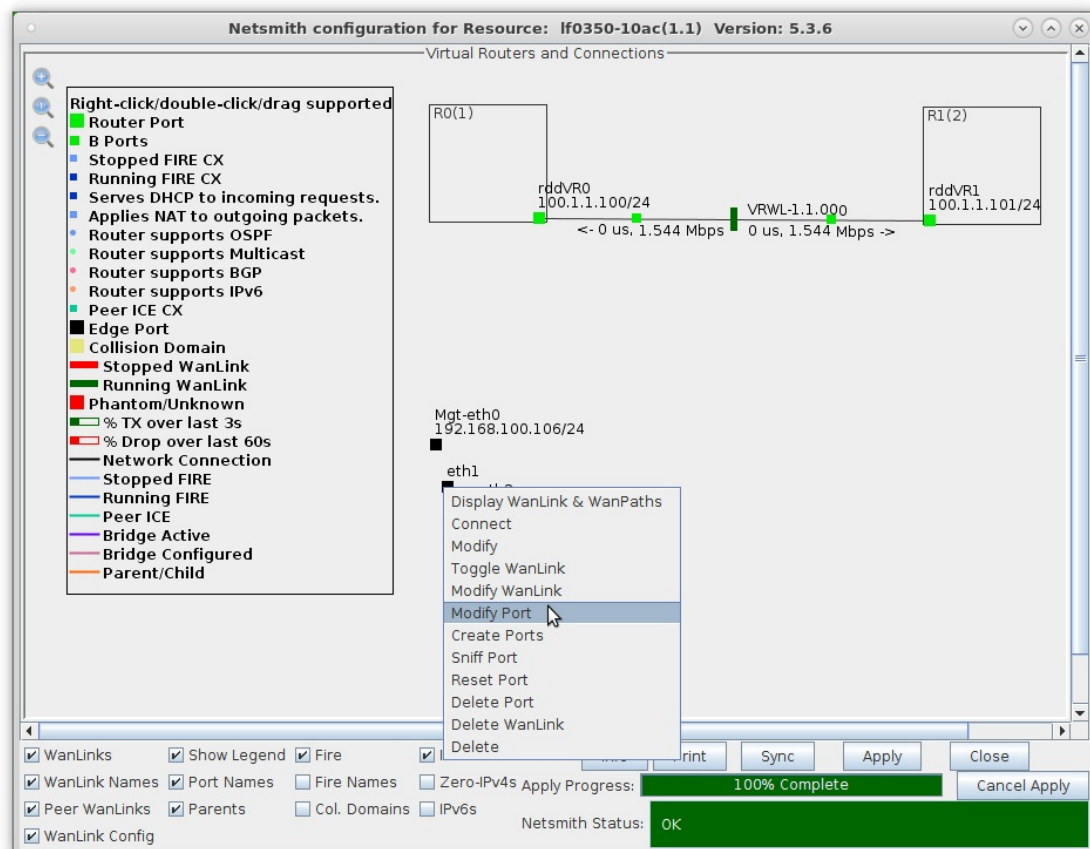 Netsmith configuration for Resource: lf0350-10ac(1.1) Version: 5.3.6
Virtual Routers and Connections
Right-click/double-click/drag supported
Router Port
B Ports
Stopped FIRE CX
Running FIRE CX
Serves DHCP to incoming requests.
Applies NAT to outgoing packets.
Router supports OSPF
Router supports Multicast
Router supports BGP
Router supports IPv6
Peer ICE CX
Edge Port
Collision Domain
Stopped WanLink
Running WanLink
Phantom/Unknown
% TX over last 3s
% Drop over last 60s
Network Connection
Stopped FIRE
Running FIRE
Peer ICE
Bridge Active
Bridge Configured
Parent/Child
R0(1)
rddVR0
100.1.1.100/24
<- 0 us, 1.544 Mbps
VRWL-1.1.000
0 us, 1.544 Mbps ->
R1(2)
rddVR1
100.1.1.101/24
Mgt-eth0
192.168.100.106/24
eth1
Display WanLink & WanPaths
Connect
Modify
Toggle WanLink
Modify WanLink
Modify Port
Create Ports
Sniff Port
Reset Port
Delete Port
Delete WanLink
Delete
WanLinks Show Legend Fire
WanLink Names Port Names Fire Names Zero-IPv4s
Peer WanLinks Parents Col. Domains IPv6s
WanLink Config
Sync Apply Close
Apply Progress: 100% Complete Cancel Apply
Netsmith Status: OK